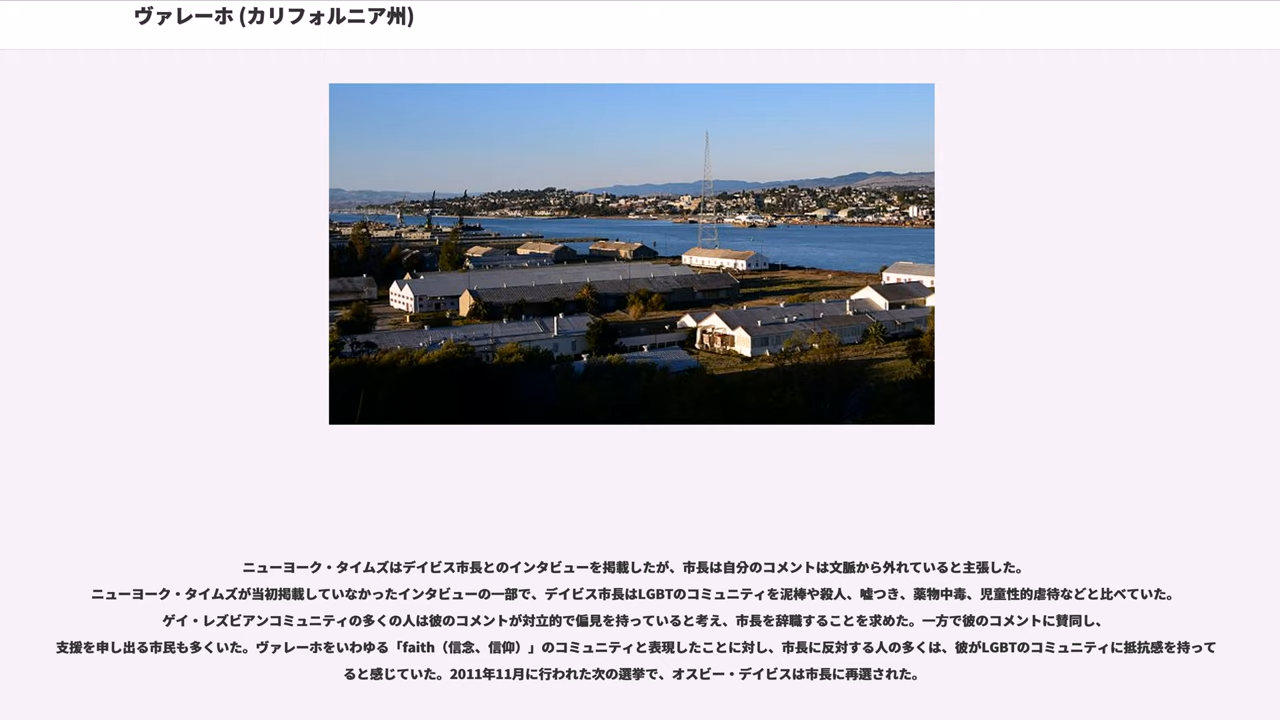 ヴァレーホ (カリフォルニア州)
ニューヨーク・タイムズはデイビス市長とのインタビューを掲載したが、市長は自分のコメントは文脈から外れていると主張した。
ニューヨーク・タイムズが当初掲載していなかったインタビューの一部で、デイビス市長はLGBTのコミュニティを泥棒や殺人、嘘つき、薬物中毒、児童性的虐待などと比べていた。
ゲイ・レズビアンコミュニティの多くの人は彼のコメントが対立的で偏見を持っていると考え、市長を辞職することを求めた。一方で彼のコメントに賛同し、
支援を申し出る市民も多くいた。ヴァレーホをいわゆる「faith（信念、信仰）」のコミュニティと表現したことに対し、市長に反対する人の多くは、彼がLGBTのコミュニティに抵抗感を持って
ると感じていた。2011年11月に行われた次の選挙で、オスビー・デイビスは市長に再選された。